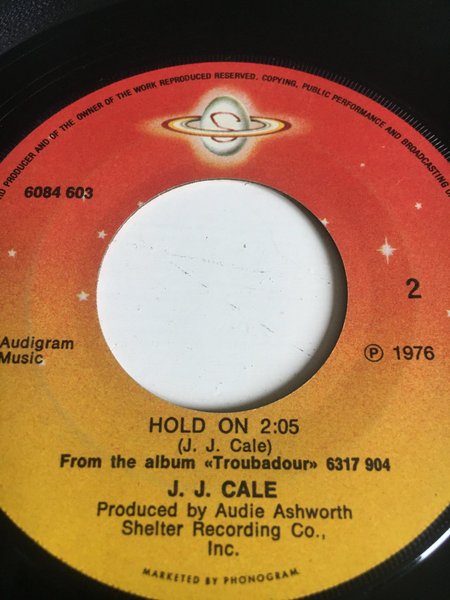 PRODUCER AND OF THE OWNER OF THE WORK REPRODUCED RESERVED. COPYING, PUBLIC PERFORMANCE AND BROADCASTING
S
6084 603
2
Audigram
Music
℗ 1976
HOLD ON 2:05
(J. J. Cale)
From the album «Troubadour» 6317 904
J. J. CALE
Produced by Audie Ashworth
Shelter Recording Co.,
Inc.
MARKETED BY PHONOGRAM